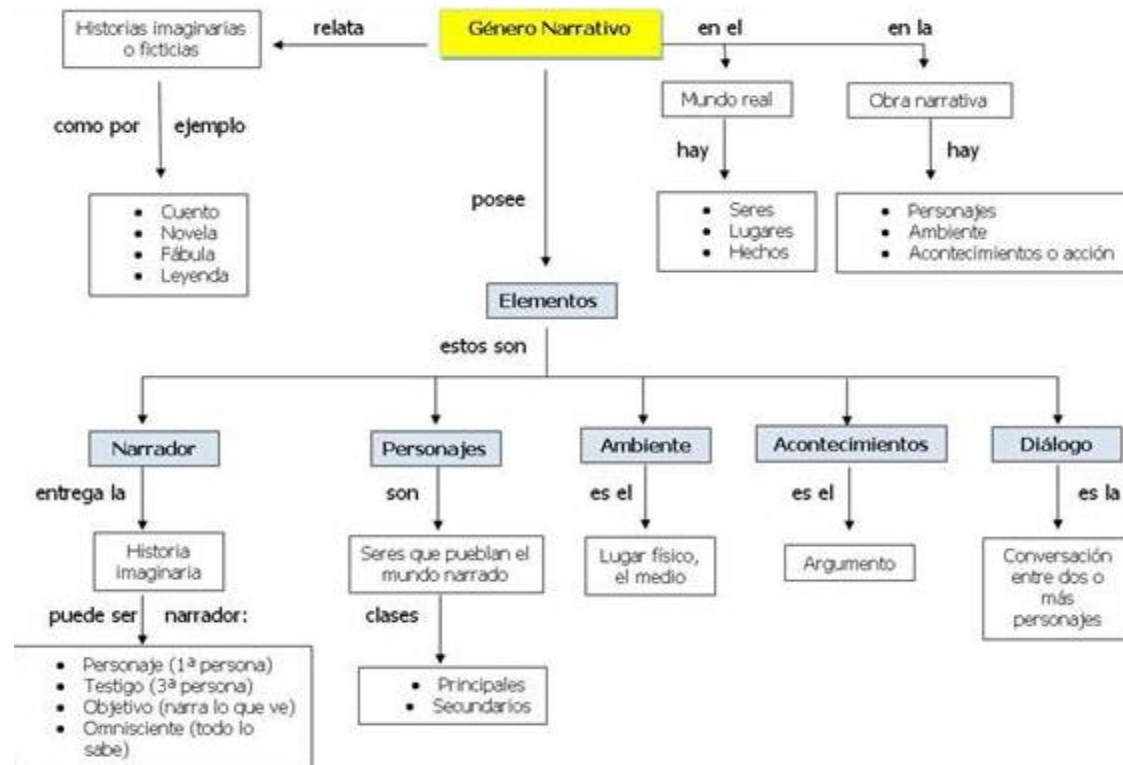 Género Narrativo
relata
Historias imaginarias
o ficticias
como por ejemplo
• Cuento
• Novela
• Fábula
• Leyenda
en el
Mundo real
hay
• Seres
• Lugares
• Hechos
en la
Obra narrativa
hay
• Personajes
• Ambiente
• Acontecimientos o acción
posee
Elementos
estos son
Narrador
entrega la
Historia
imaginaria
puede ser narrador:
• Personaje (1ª persona)
• Testigo (3ª persona)
• Objetivo (narra lo que ve)
• Omnisciente (todo lo
sabe)
Personajes
son
Seres que pueblan el
mundo narrado
clases
• Principales
• Secundarios
Ambiente
es el
Lugar físico,
el medio
Acontecimientos
es el
Argumento
Diálogo
es la
Conversación
entre dos o
más
personajes